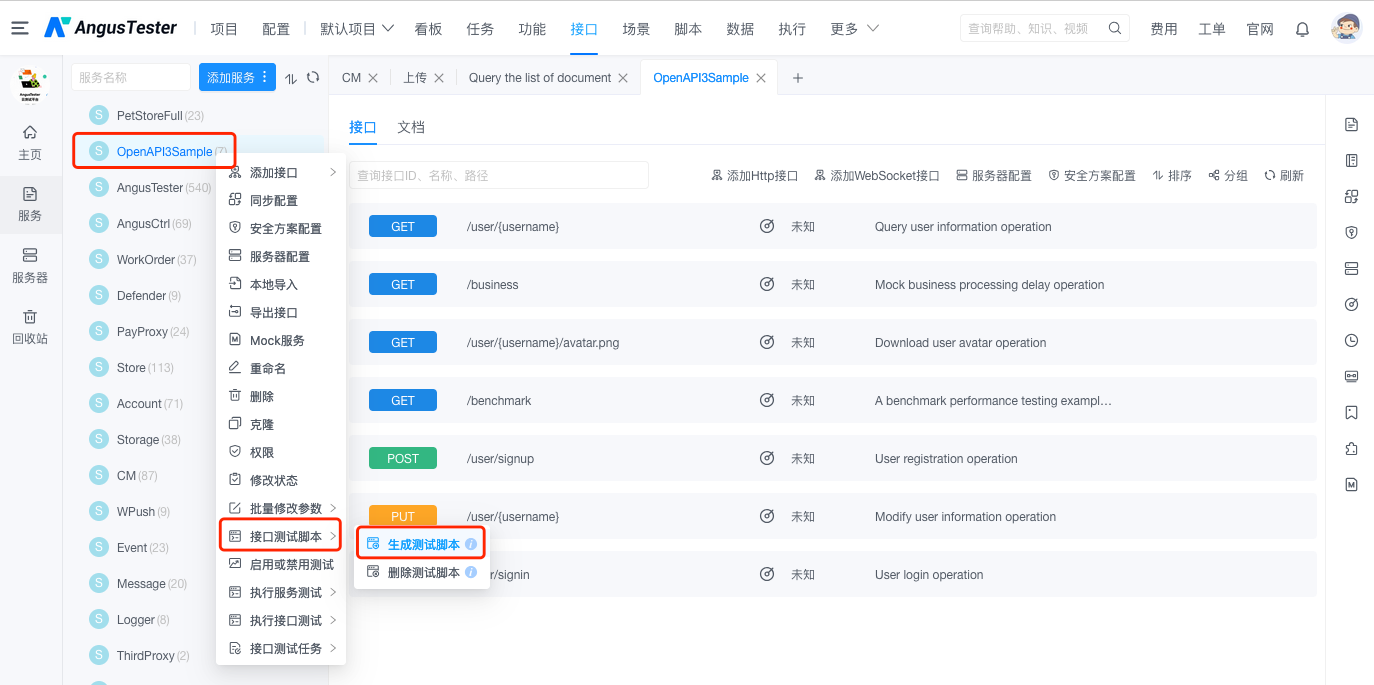 AngusTester
项目
配置
默认项目
看板
任务
功能
接口
场景
脚本
数据
执行
更多
查询帮助、知识、视频
费用
工单
官网
AngusTester
主页
服务
服务器
回收站
服务名称
添加服务
PetStoreFull (23)
OpenAPI3Sample (7)
AngusTester (540)
AngusCtrl (69)
WorkOrder (37)
Defender (9)
PayProxy (24)
Store (113)
Account (71)
Storage (38)
CM (87)
WPush (9)
Event (23)
Message (20)
Logger (8)
ThirdProxy (2)
添加接口
同步配置
安全方案配置
服务器配置
本地导入
导出接口
Mock服务
重命名
删除
克隆
权限
修改状态
批量修改参数
接口测试脚本
启用或禁用测试
执行服务测试
执行接口测试
接口测试任务
生成测试脚本
删除测试脚本
CM
上传
Query the list of document
OpenAPI3Sample
接口
文档
查询接口ID、名称、路径
添加Http接口
添加WebSocket接口
服务器配置
安全方案配置
排序
分组
刷新
GET /user/{username} 未知 Query user information operation
GET /business 未知 Mock business processing delay operation
GET /user/{username}/avatar.png 未知 Download user avatar operation
GET /benchmark 未知 A benchmark performance testing exampl…
POST /user/signup 未知 User registration operation
PUT /user/{username} 未知 Modify user information operation
r/signin 未知 User login operation